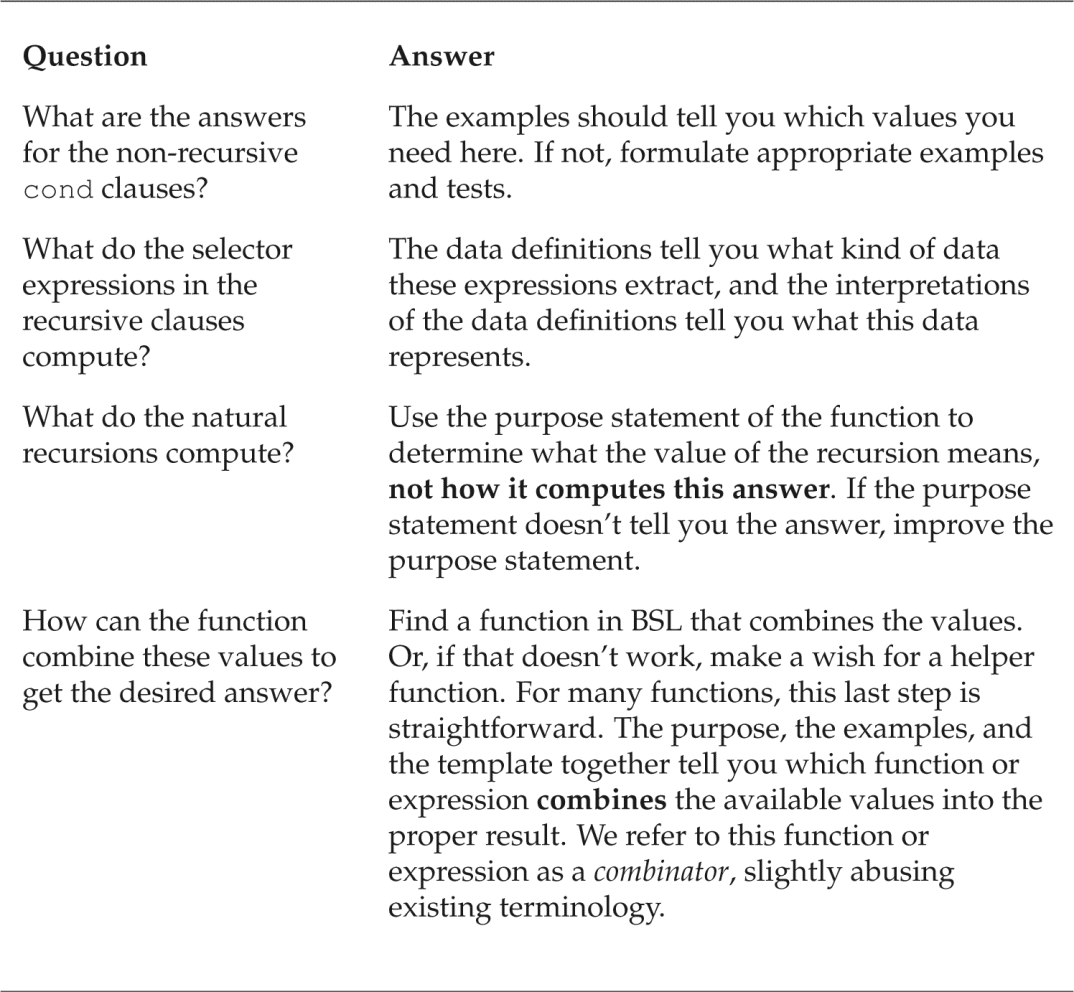 Question Answer
What are the answers The examples should tell you which values you
for the non-recursive need here. If not, formulate appropriate examples
cond clauses? and tests.
What do the selector The data definitions tell you what kind of data
expressions in the these expressions extract, and the interpretations
recursive clauses of the data definitions tell you what this data
compute? represents.
What do the natural Use the purpose statement of the function to
recursions compute? determine what the value of the recursion means,
not how it computes this answer. If the purpose
statement doesn’t tell you the answer, improve the
purpose statement.
How can the function Find a function in BSL that combines the values.
combine these values to Or, if that doesn’t work, make a wish for a helper
get the desired answer? function. For many functions, this last step is
straightforward. The purpose, the examples, and
the template together tell you which function or
expression combines the available values into the
proper result. We refer to this function or
expression as a combinator, slightly abusing
existing terminology.